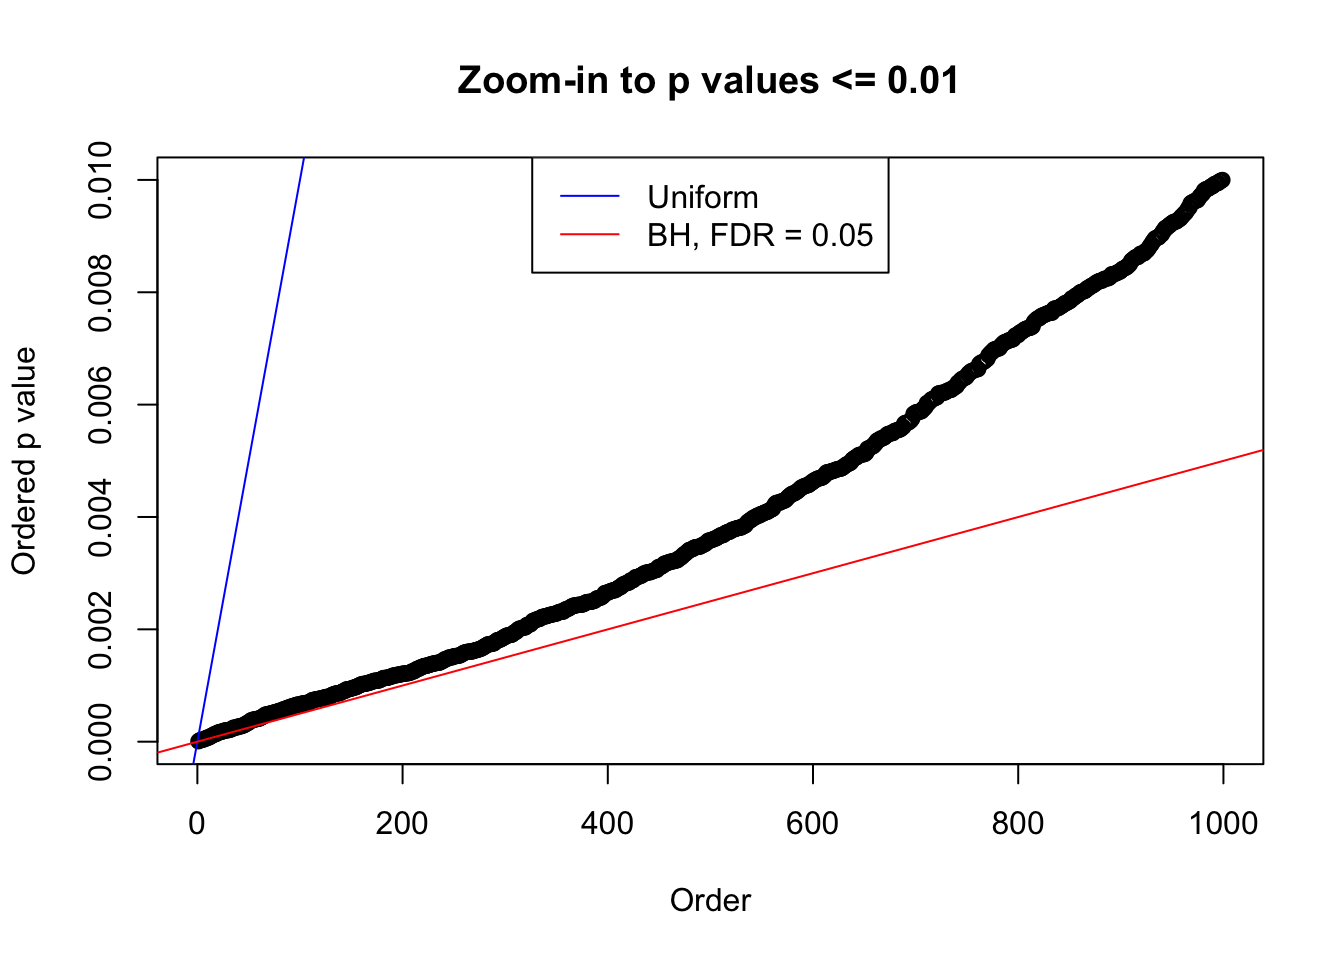 Zoom-in to p values <= 0.01
Uniform
BH, FDR = 0.05
Ordered p value
0.010
0.008
0.006
0.004
0.002
0.000
0 200 400 600 800 1000
Order